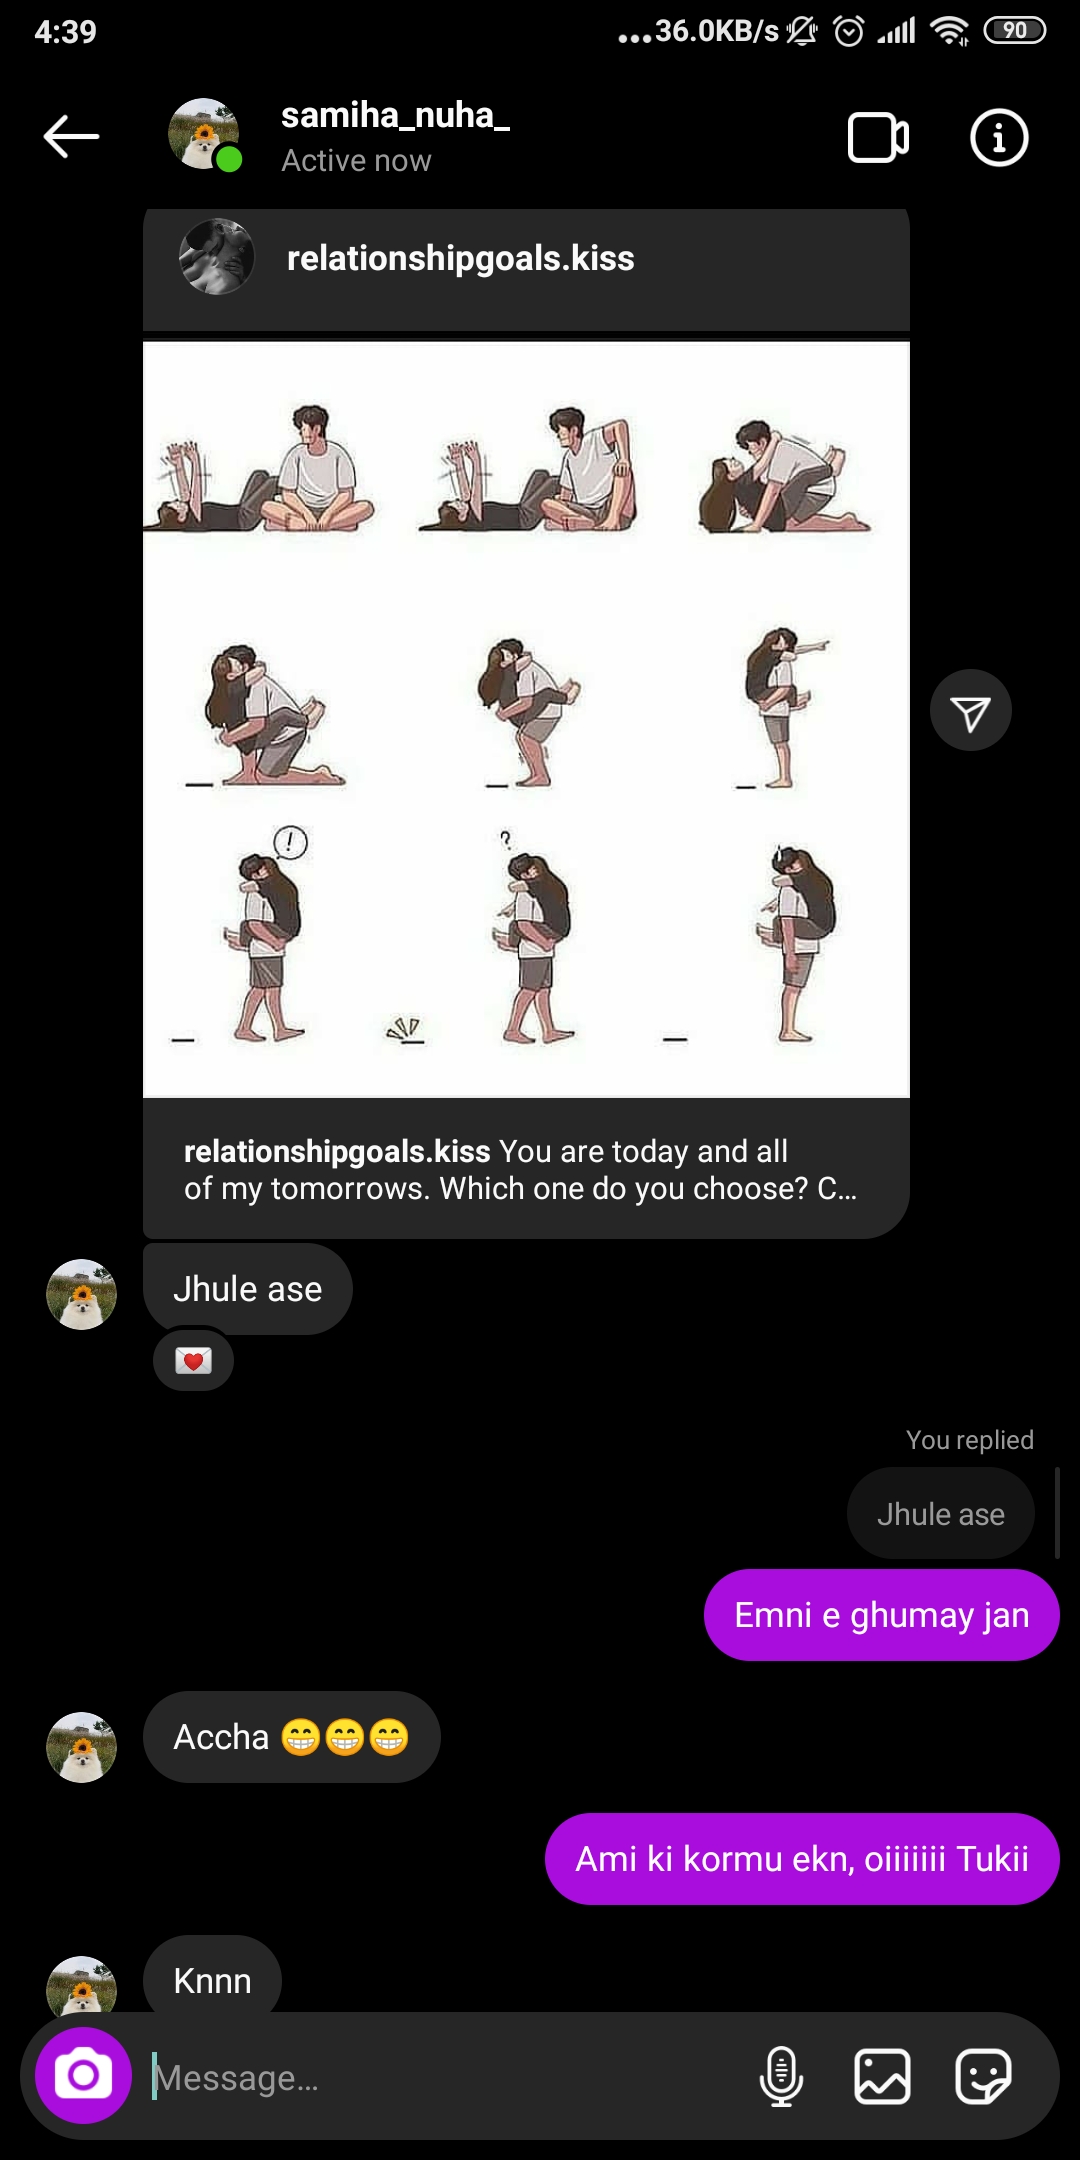 4:39
...36.0KB/s
90
samiha_nuha_
Active now
relationshipgoals.kiss
!
?
relationshipgoals.kiss You are today and all
of my tomorrows. Which one do you choose? C...
Jhule ase
You replied
Jhule ase
Emni e ghumay jan
Accha 😁😁😁
Ami ki kormu ekn, oiiiiiii Tukii
Knnn
Message...